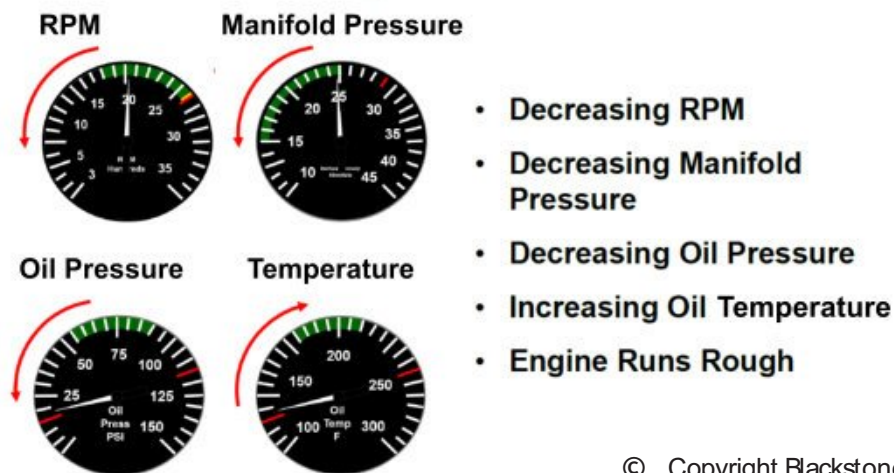 RPM
Manifold Pressure
15 20 25
10 30
5 35
3
20 25 30
15 35
10 40
45
• Decreasing RPM
• Decreasing Manifold
Pressure
• Decreasing Oil Pressure
• Increasing Oil Temperature
• Engine Runs Rough
Oil Pressure
Temperature
50 75 100
25 125
Oil
Press
PSI
150
200
150 250
100 Oil 300
Temp
F
© Copyright Blackston